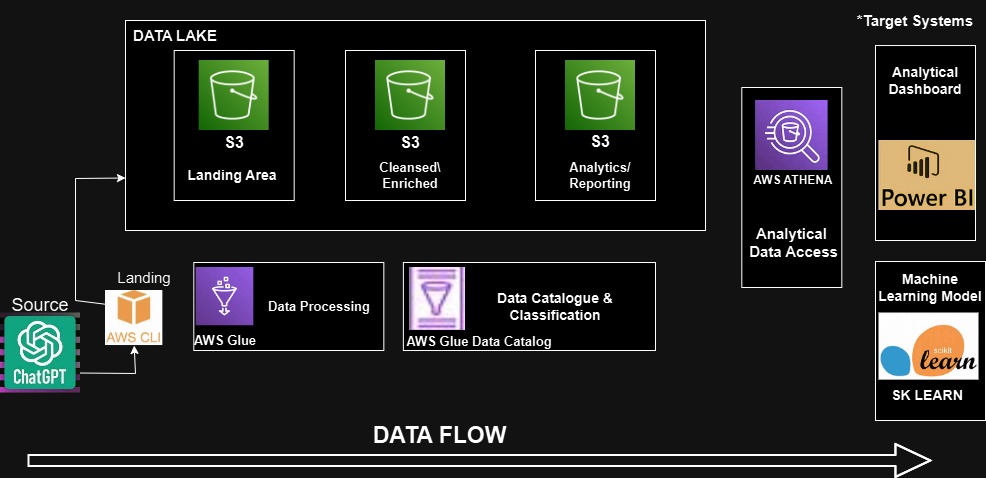 *Target Systems
DATA LAKE
S3
Landing Area
S3
Cleansed\
Enriched
S3
Analytics/
Reporting
AWS ATHENA
Analytical
Data Access
Analytical
Dashboard
Power BI
Source
ChatGPT
Landing
AWS CLI
Data Processing
AWS Glue
Data Catalogue &
Classification
AWS Glue Data Catalog
Machine
Learning Model
scikit
learn
SK LEARN
DATA FLOW